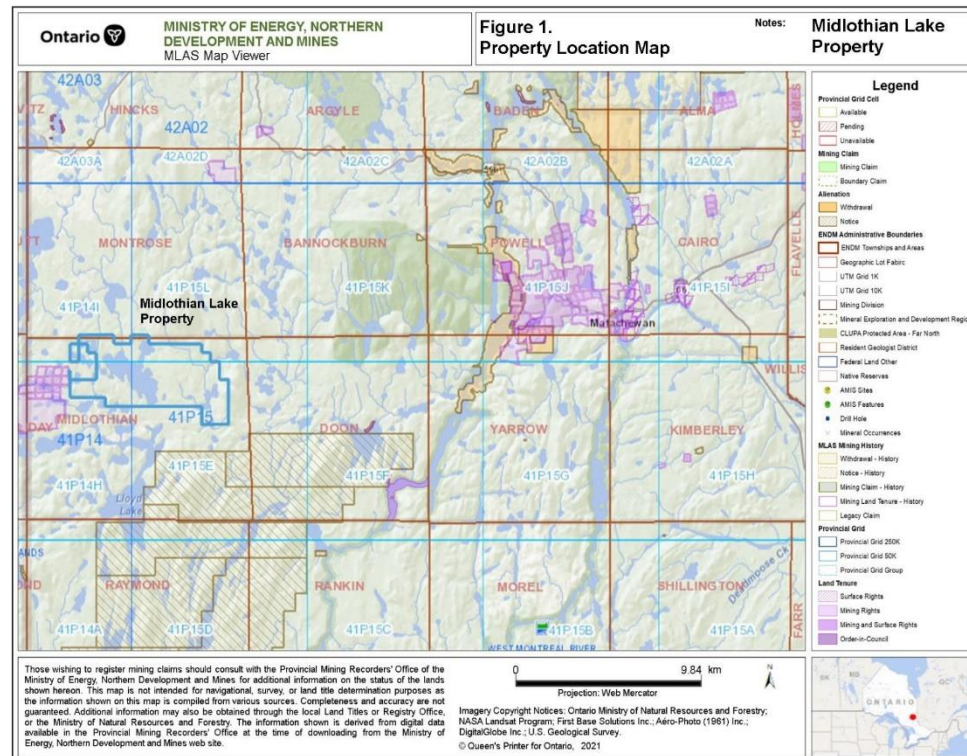 Ontario
MINISTRY OF ENERGY, NORTHERN
DEVELOPMENT AND MINES
MLAS Map Viewer
Figure 1.
Property Location Map
Notes:
Midlothian Lake
Property
42A03
HINCKS
ARGYLE
BADEN
ALMA
HOLMES
42A02
42A03A
42A02D
42A02C
42A02B
42A02A
MONTROSE
BANNOCKBURN
POWELL
CAIRO
FLAVELLE
41P14I
41P15L
41P15K
41P15J
41P15I
Midlothian Lake
Property
Matachewan
WILLIS
MIDLOTHIAN
41P15
DOON
YARROW
KIMBERLEY
41P14
41P14H
41P15E
41P15F
41P15G
41P15H
Lloyd
Lake
RAYMOND
RANKIN
MOREL
SHILLINGTON
FARR
41P14A
41P15D
41P15C
41P15B
41P15A
WEST MONTREAL RIVER
Legend
Provincial Grid Cell
Available
Pending
Unavailable
Mining Claim
Mining Claim
Boundary Claim
Alienation
Withdrawal
Notice
ENDM Administrative Boundaries
ENDM Townships and Areas
Geographic Lot Fabirc
UTM Grid 1K
UTM Grid 10K
Mining Division
Mineral Exploration and Development Regio
CLUPA Protected Area - Far North
Resident Geologist District
Federal Land Other
Native Reserves
AMIS Sites
AMIS Features
Drill Hole
Mineral Occurrences
MLAS Mining History
Withdrawal - History
Notice - History
Mining Claim - History
Mining Land Tenure - History
Legacy Claim
Provincial Grid
Provincial Grid 250K
Provincial Grid 50K
Provincial Grid Group
Land Tenure
Surface Rights
Mining Rights
Mining and Surface Rights
Order-in-Council
Those wishing to register mining claims should consult with the Provincial Mining Recorders' Office of the
Ministry of Energy, Northern Development and Mines for additional information on the status of the lands
shown hereon. This map is not intended for navigational, survey, or land title determination purposes as
the information shown on this map is compiled from various sources. Completeness and accuracy are not
guaranteed. Additional information may also be obtained through the local Land Titles or Registry Office,
or the Ministry of Natural Resources and Forestry. The information shown is derived from digital data
available in the Provincial Mining Recorders' Office at the time of downloading from the Ministry of
Energy, Northern Development and Mines web site.
0 9.84 km
Projection: Web Mercator
N
Imagery Copyright Notices: Ontario Ministry of Natural Resources and Forestry;
NASA Landsat Program; First Base Solutions Inc.; Aéro-Photo (1961) Inc.;
DigitalGlobe Inc.; U.S. Geological Survey.
© Queen's Printer for Ontario, 2021
ONTARIO